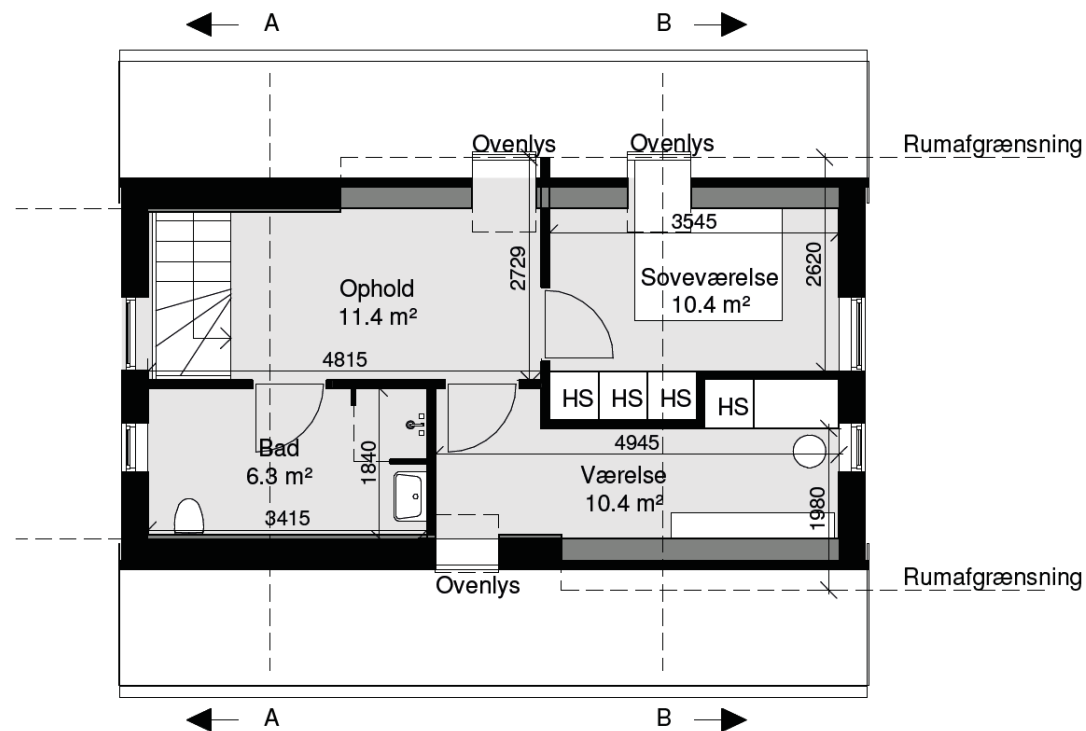 A
B
Ovenlys
Ovenlys
Rumafgrænsning
3545
2729
2620
Ophold
11.4 m²
Soveværelse
10.4 m²
4815
HS
HS
HS
HS
4945
Bad
6.3 m²
1840
Værelse
10.4 m²
1980
3415
Ovenlys
Rumafgrænsning
A
B